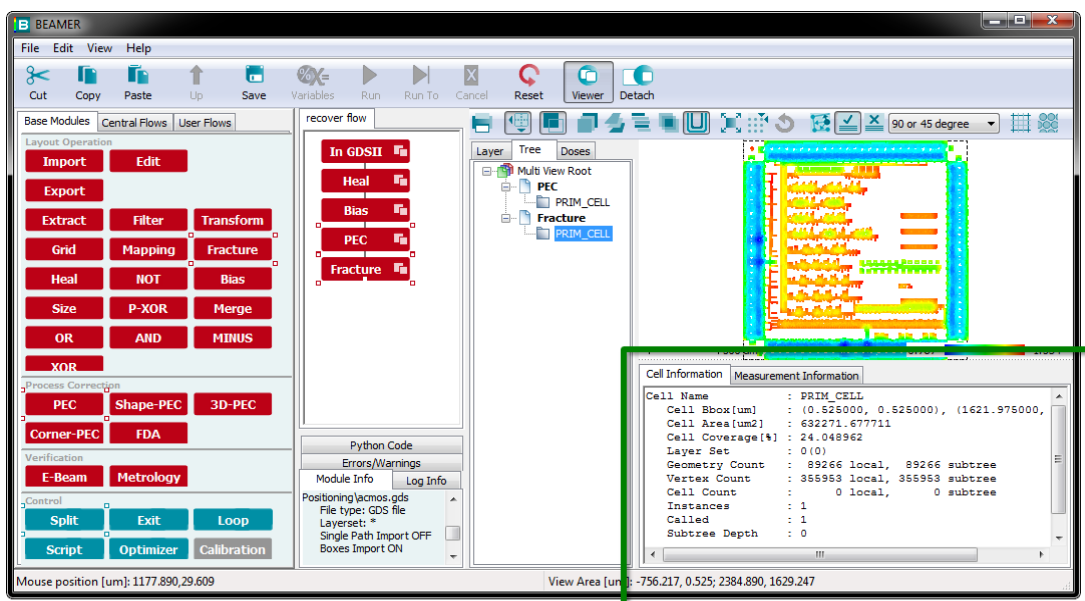 BEAMER
File Edit View Help
Cut Copy Paste Up Save Variables Run Run To Cancel Reset Viewer Detach
Base Modules Central Flows User Flows
Layout Operation
Import Edit
Export
Extract Filter Transform
Grid Mapping Fracture
Heal NOT Bias
Size P-XOR Merge
OR AND MINUS
XOR
Process Correction
PEC Shape-PEC 3D-PEC
Corner-PEC FDA
Verification
E-Beam Metrology
Control
Split Exit Loop
Script Optimizer Calibration
recover flow
In GDSII
Heal
Bias
PEC
Fracture
Python Code
Errors/Warnings
Module Info Log Info
Positioning\acmos.gds
File type: GDS file
Layerset: *
Single Path Import OFF
Boxes Import ON
90 or 45 degree
Layer Tree Doses
Multi View Root
PEC
PRIM_CELL
Fracture
PRIM_CELL
Cell Information Measurement Information
Cell Name : PRIM_CELL
Cell Bbox[um] : (0.525000, 0.525000), (1621.975000,
Cell Area[um2] : 632271.677711
Cell Coverage[%] : 24.048962
Layer Set : 0(0)
Geometry Count : 89266 local, 89266 subtree
Vertex Count : 355953 local, 355953 subtree
Cell Count : 0 local, 0 subtree
Instances : 1
Called : 1
Subtree Depth : 0
Mouse position [um]: 1177.890,29.609
View Area [um]: -756.217, 0.525; 2384.890, 1629.247